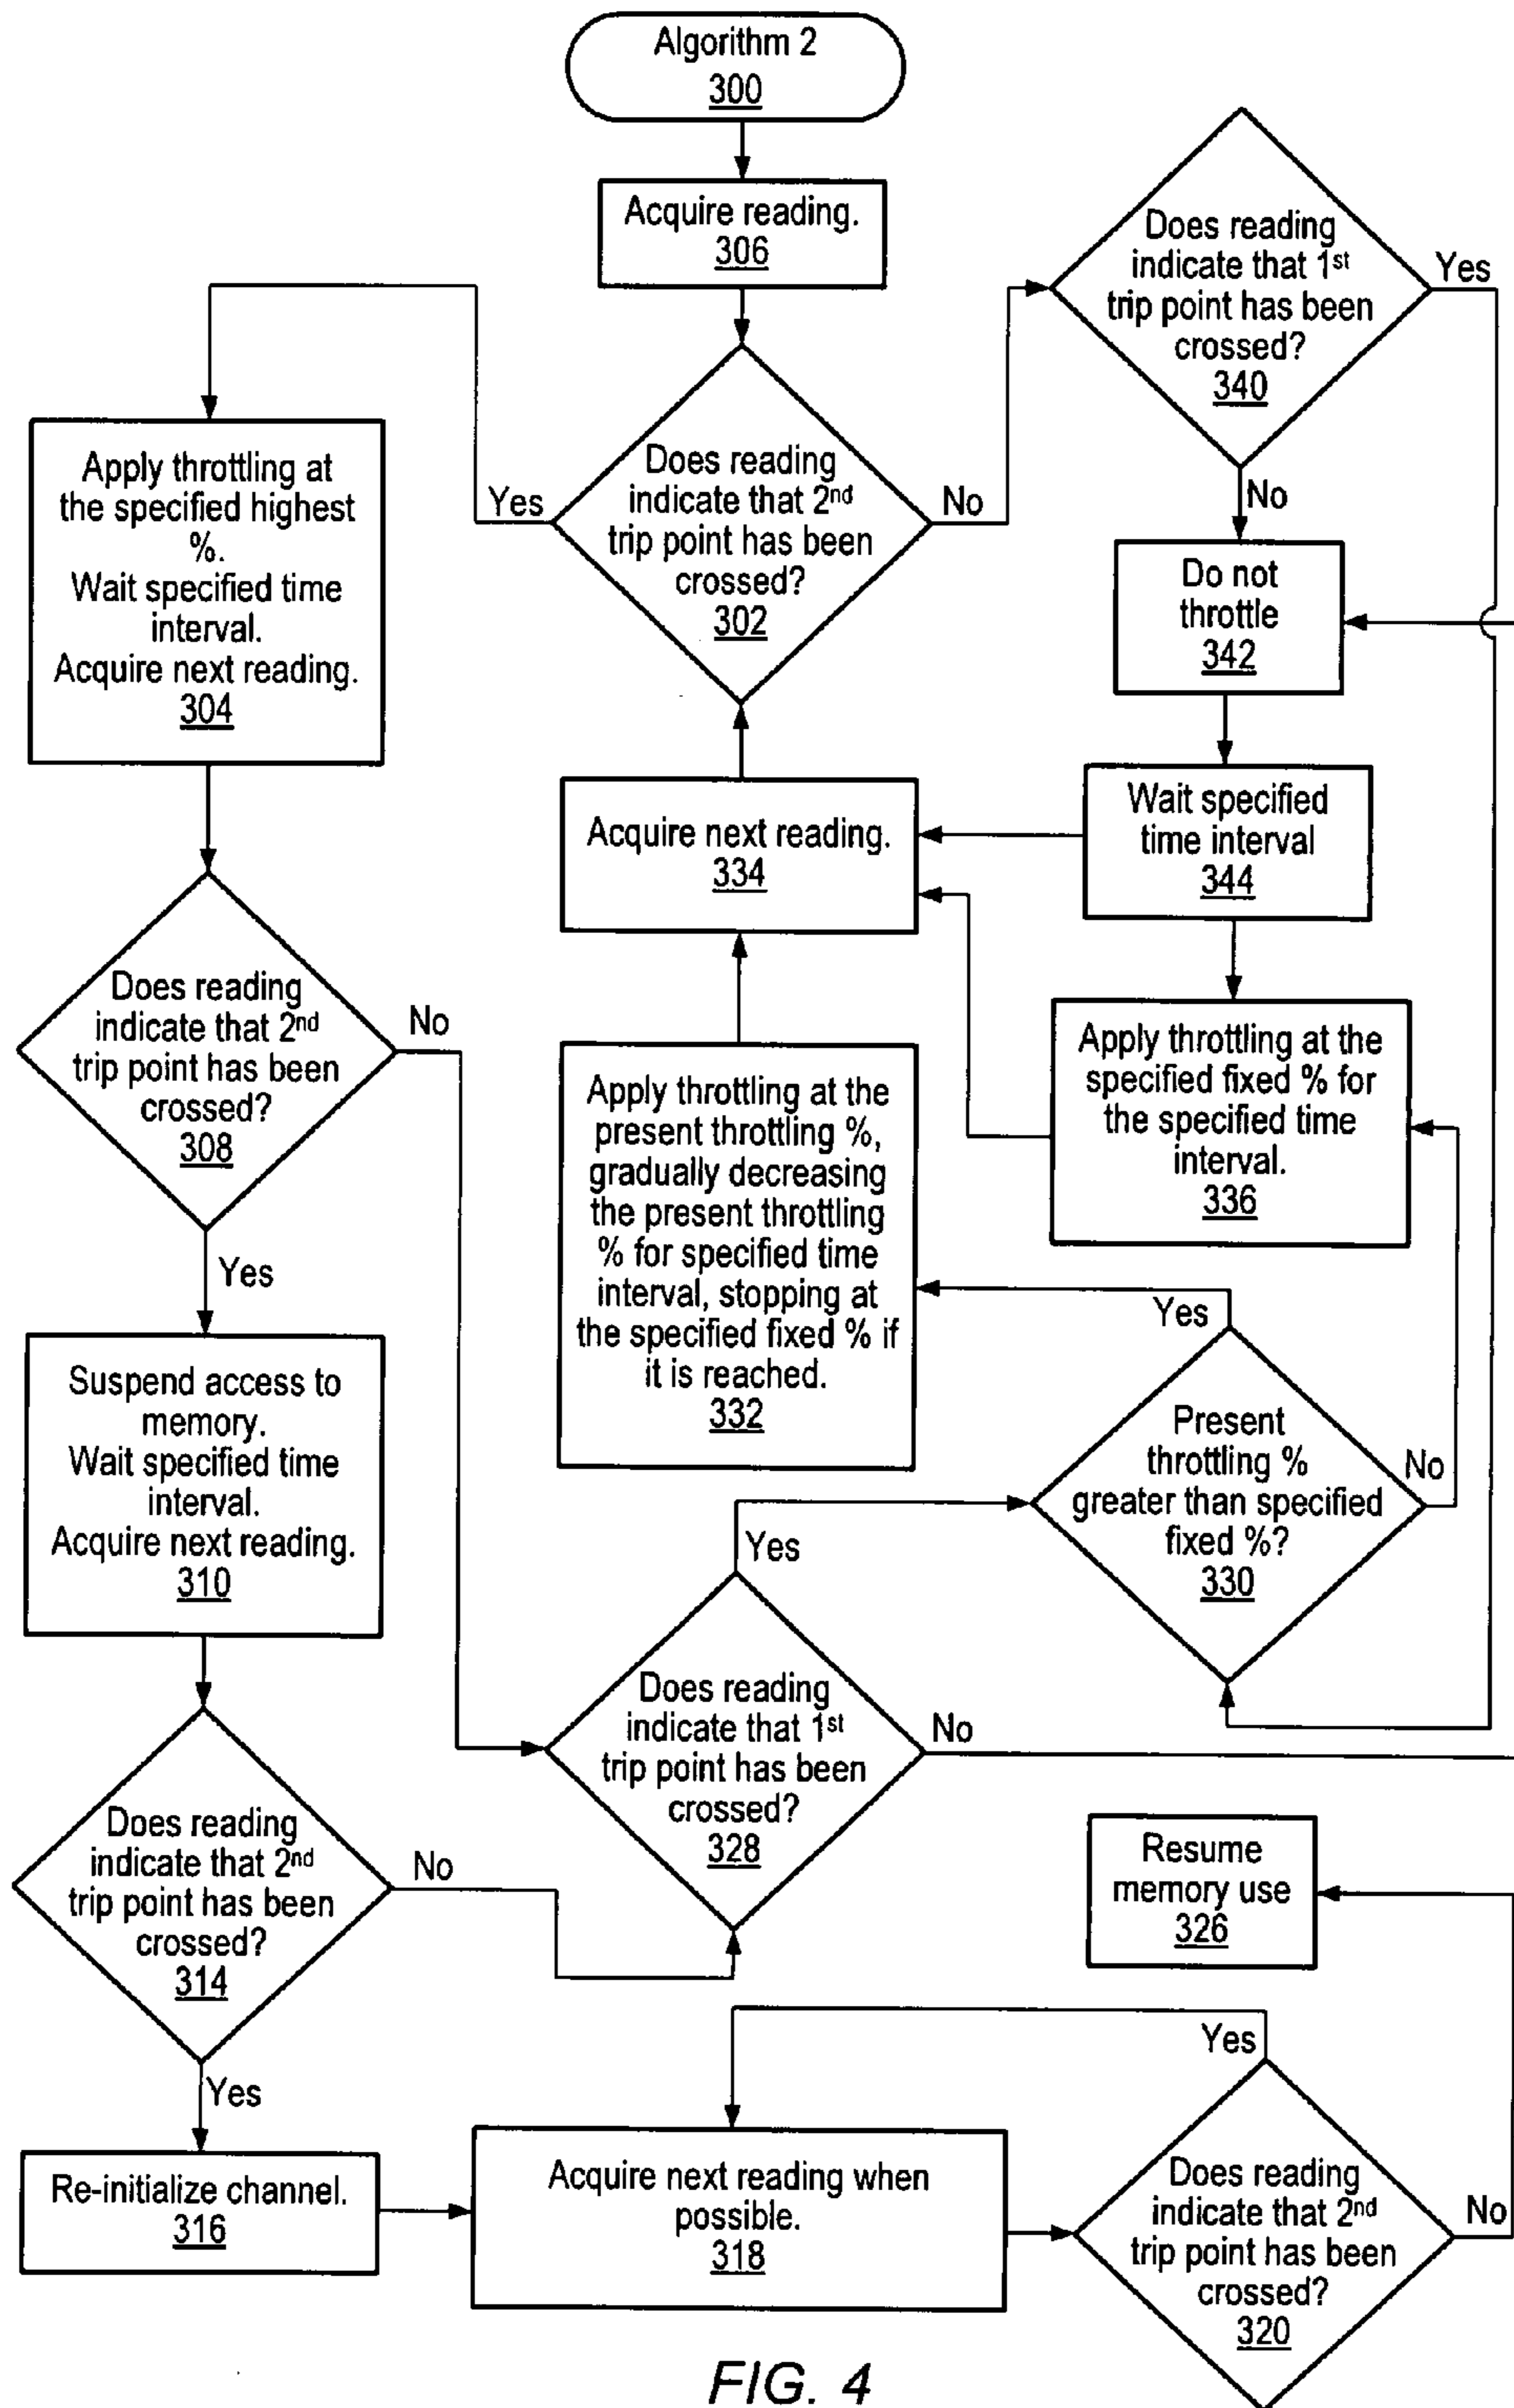 Algorithm 2
300
Acquire reading.
306
Does reading
indicate that 1st
trip point has been
crossed?
340
Yes
No
Does reading
indicate that 2nd
trip point has been
crossed?
302
Yes
No
Apply throttling at
the specified highest
%.
Wait specified time
interval.
Acquire next reading.
304
Do not
throttle
342
Wait specified
time interval
344
Acquire next reading.
334
Does reading
indicate that 2nd
trip point has been
crossed?
308
No
Yes
Apply throttling at the
present throttling %,
gradually decreasing
the present throttling
% for specified time
interval, stopping at
the specified fixed % if
it is reached.
332
Apply throttling at the
specified fixed % for
the specified time
interval.
336
Yes
Present
throttling %
greater than specified
fixed %?
330
No
Suspend access to
memory.
Wait specified time
interval.
Acquire next reading.
310
Yes
Does reading
indicate that 1st
trip point has been
crossed?
328
No
Does reading
indicate that 2nd
trip point has been
crossed?
314
No
Yes
Resume
memory use
326
Re-initialize channel.
316
Acquire next reading when
possible.
318
Yes
Does reading
indicate that 2nd
trip point has been
crossed?
320
No
FIG. 4